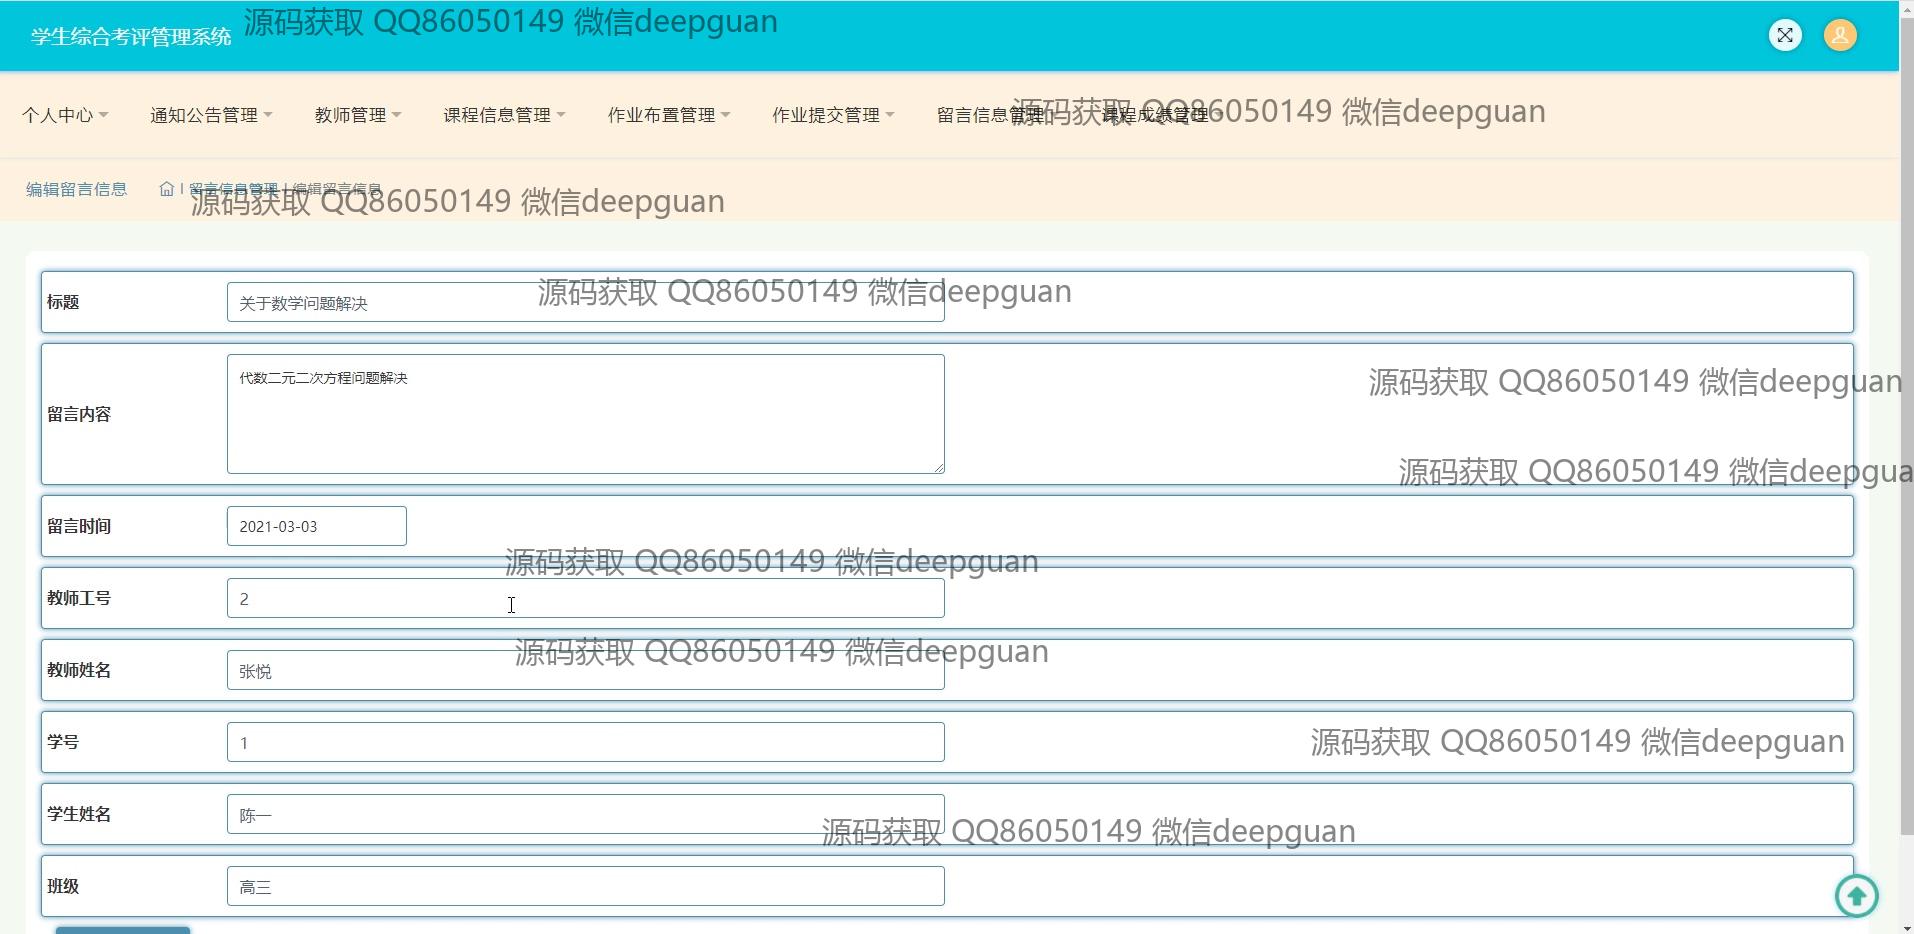 学生综合考评管理系统
源码获取 QQ86050149 微信deepguan
个人中心 通知公告管理 教师管理 课程信息管理 作业布置管理 作业提交管理 留言信息管理 课程成绩管理
源码获取 QQ86050149 微信deepguan
编辑留言信息 | 留言信息管理 | 编辑留言信息
源码获取 QQ86050149 微信deepguan
标题 关于数学问题解决
源码获取 QQ86050149 微信deepguan
留言内容 代数二元二次方程问题解决
源码获取 QQ86050149 微信deepguan
源码获取 QQ86050149 微信deepgua
留言时间 2021-03-03
源码获取 QQ86050149 微信deepguan
教师工号 2
源码获取 QQ86050149 微信deepguan
教师姓名 张悦
学号 1
源码获取 QQ86050149 微信deepguan
学生姓名 陈一
源码获取 QQ86050149 微信deepguan
班级 高三